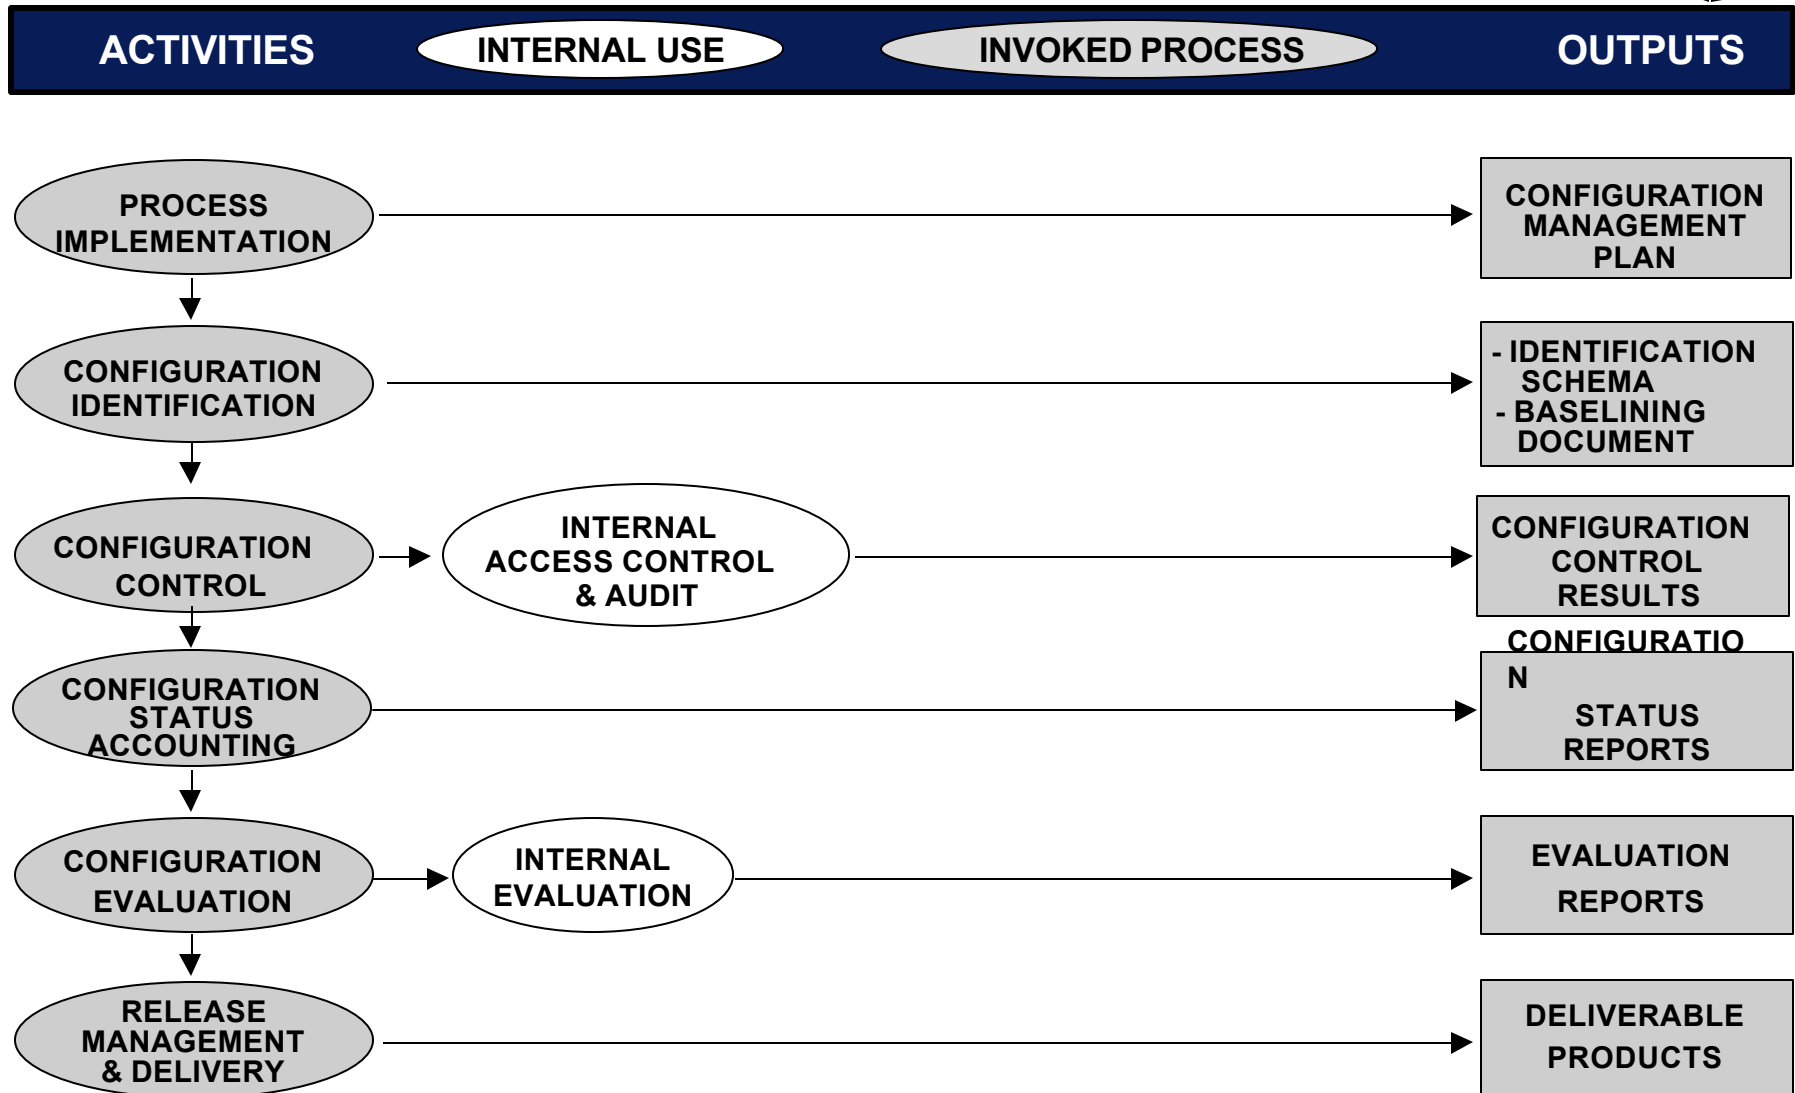 ACTIVITIES INTERNAL USE INVOKED PROCESS OUTPUTS
PROCESS
IMPLEMENTATION
CONFIGURATION
MANAGEMENT
PLAN
CONFIGURATION
IDENTIFICATION
- IDENTIFICATION
SCHEMA
- BASELINING
DOCUMENT
CONFIGURATION
CONTROL
INTERNAL
ACCESS CONTROL
& AUDIT
CONFIGURATION
CONTROL
RESULTS
CONFIGURATION
STATUS
ACCOUNTING
CONFIGURATIO
N
STATUS
REPORTS
CONFIGURATION
EVALUATION
INTERNAL
EVALUATION
EVALUATION
REPORTS
RELEASE
MANAGEMENT
& DELIVERY
DELIVERABLE
PRODUCTS